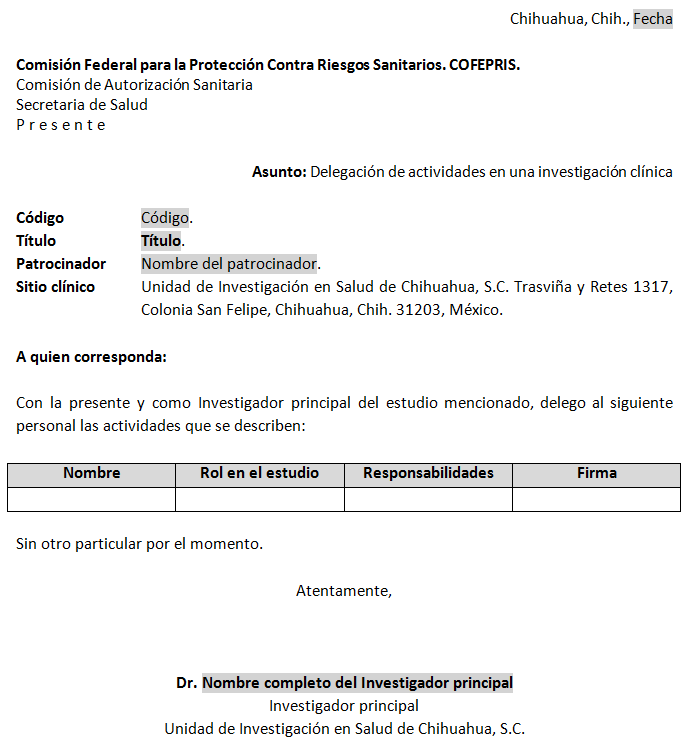 Chihuahua, Chih., Fecha
Comisión Federal para la Protección Contra Riesgos Sanitarios. COFEPRIS.
Comisión de Autorización Sanitaria
Secretaria de Salud
P r e s e n t e
Asunto: Delegación de actividades en una investigación clínica
Código Código.
Título Título.
Patrocinador Nombre del patrocinador.
Sitio clínico Unidad de Investigación en Salud de Chihuahua, S.C. Trasviña y Retes 1317,
Colonia San Felipe, Chihuahua, Chih. 31203, México.
A quien corresponda:
Con la presente y como Investigador principal del estudio mencionado, delego al siguiente
personal las actividades que se describen:
Nombre Rol en el estudio Responsabilidades Firma
Sin otro particular por el momento.
Atentamente,
Dr. Nombre completo del Investigador principal
Investigador principal
Unidad de Investigación en Salud de Chihuahua, S.C.